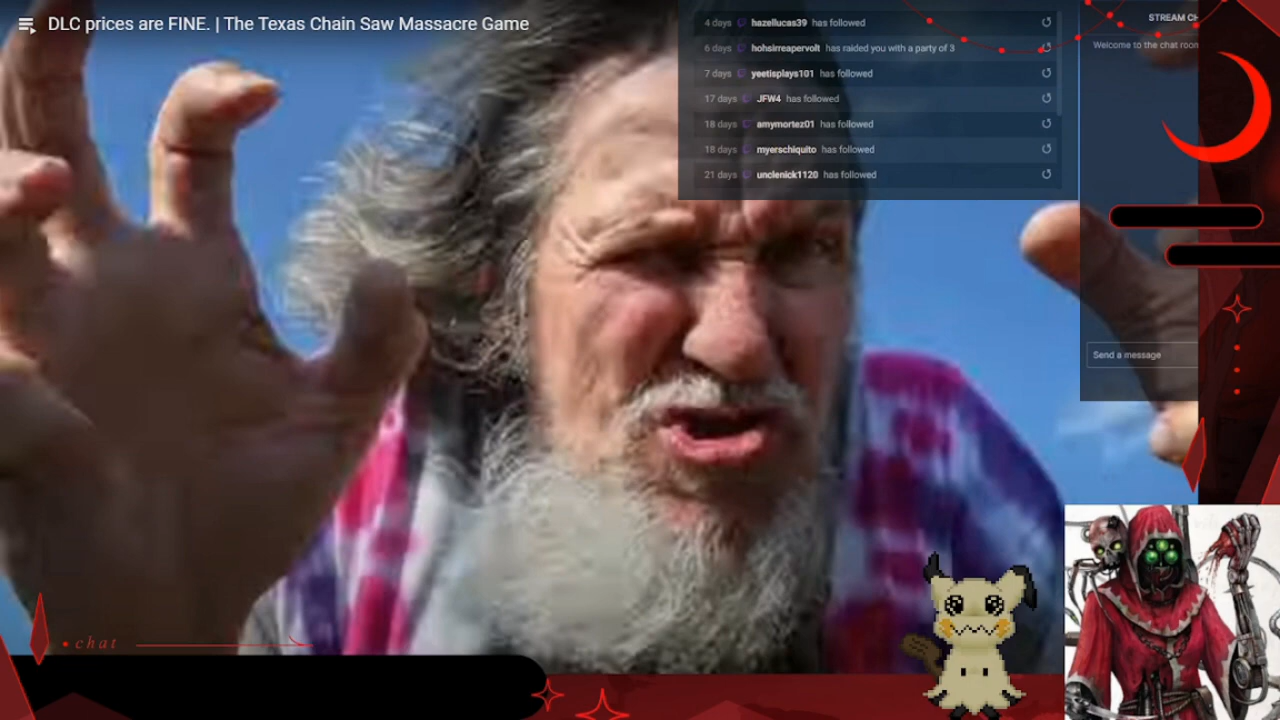 DLC prices are FINE. | The Texas Chain Saw Massacre Game
4 days hazellucas39 has followed
6 days hohsirreapervolt has raided you with a party of 3
7 days yeetisplays101 has followed
17 days JFW4 has followed
18 days amymortez01 has followed
18 days myerschiquito has followed
21 days unclenick1120 has followed
STREAM CH
Welcome to the chat room
Send a message
chat